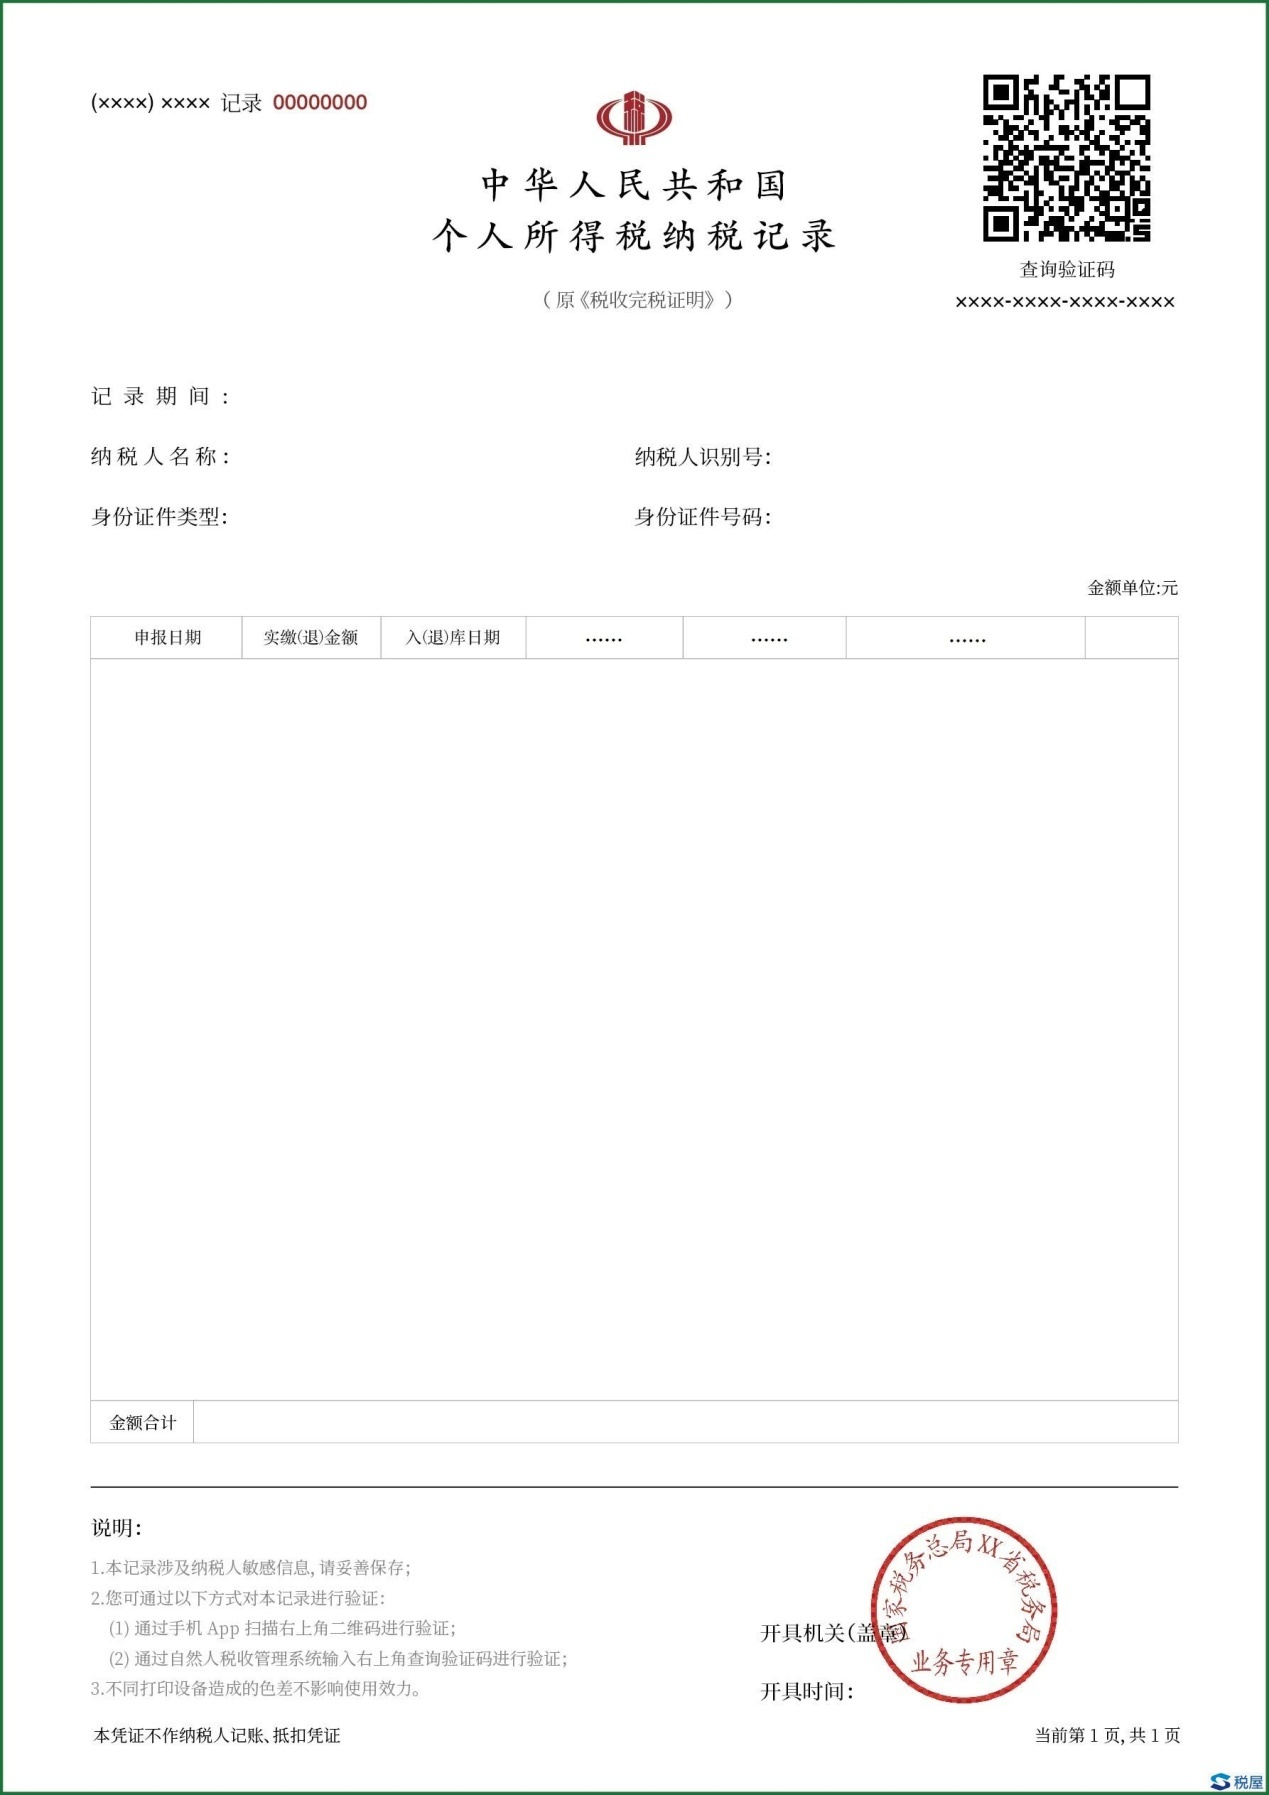 (××××) ×××× 记录 00000000
中华人民共和国
个人所得税纳税记录
（原《税收完税证明》）
查询验证码
××××-××××-××××-××××
记录期间:
纳税人名称:
纳税人识别号:
身份证件类型:
身份证件号码:
金额单位:元
申报日期 实缴(退)金额 入(退)库日期 …… …… ……
金额合计
说明:
1.本记录涉及纳税人敏感信息,请妥善保存;
2.您可通过以下方式对本记录进行验证:
(1) 通过手机 App 扫描右上角二维码进行验证;
(2) 通过自然人税收管理系统输入右上角查询验证码进行验证;
3.不同打印设备造成的色差不影响使用效力。
开具机关(盖章)
国家税务总局XX省税务局
业务专用章
开具时间:
本凭证不作纳税人记账、抵扣凭证
当前第 1 页, 共 1 页
税屋